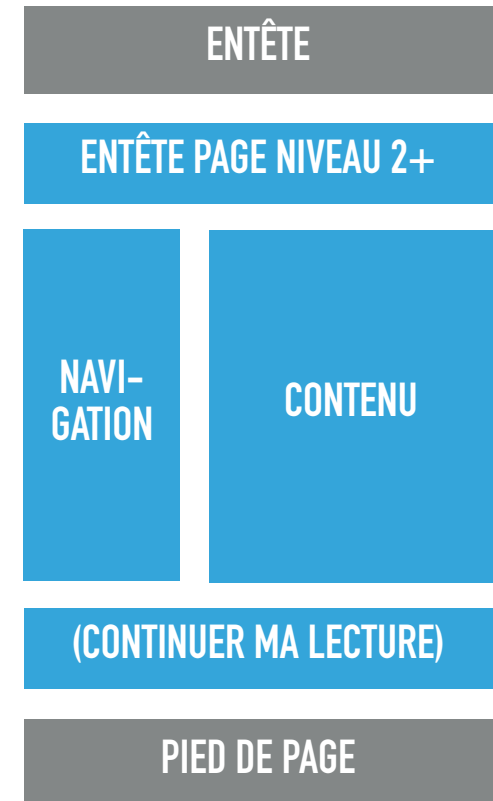 ENTÊTE
ENTÊTE PAGE NIVEAU 2+
NAVI-
GATION
CONTENU
(CONTINUER MA LECTURE)
PIED DE PAGE